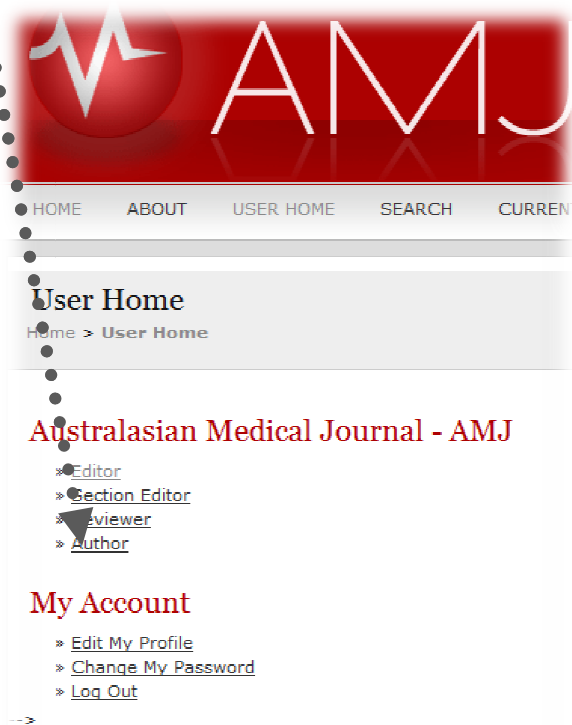 AMJ
HOME ABOUT USER HOME SEARCH CURREN
User Home
Home > User Home
Australasian Medical Journal - AMJ
» Editor
» Section Editor
» Reviewer
» Author
My Account
» Edit My Profile
» Change My Password
» Log Out
-->